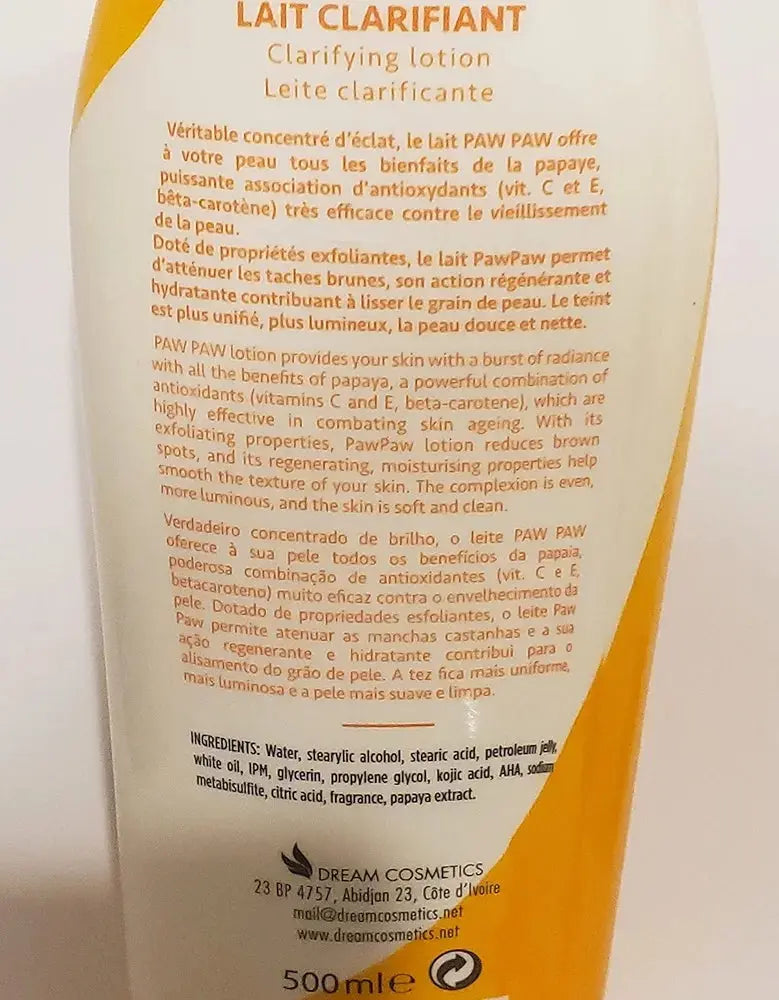 LAIT CLARIFIANT
Clarifying lotion
Leite clarificante
Véritable concentré d'éclat, le lait PAW PAW offre
à votre peau tous les bienfaits de la papaye,
puissante association d'antioxydants (vit. C et E,
bêta-carotène) très efficace contre le vieillissement
de la peau.
Doté de propriétés exfoliantes, le lait PawPaw permet
d'atténuer les taches brunes, son action régénérante et
hydratante contribuant à lisser le grain de peau. Le teint
est plus unifié, plus lumineux, la peau douce et nette.
PAW PAW lotion provides your skin with a burst of radiance
with all the benefits of papaya, a powerful combination of
antioxidants (vitamins C and E, beta-carotene), which are
highly effective in combating skin ageing. With its
exfoliating properties, PawPaw lotion reduces brown
spots, and its regenerating, moisturising properties help
smooth the texture of your skin. The complexion is even,
more luminous, and the skin is soft and clean.
Verdadeiro concentrado de brilho, o leite PAW PAW
oferece à sua pele todos os benefícios da papaia,
poderosa combinação de antioxidantes (vit. C e E,
betacaroteno) muito eficaz contra o envelhecimento da
pele. Dotado de propriedades esfoliantes, o leite Paw
Paw permite atenuar as manchas castanhas e a sua
ação regenerante e hidratante contribui para o
alisamento do grão de pele. A tez fica mais uniforme,
mais luminosa e a pele mais suave e limpa.
INGREDIENTS: Water, stearylic alcohol, stearic acid, petroleum jelly,
white oil, IPM, glycerin, propylene glycol, kojic acid, AHA, sodium
metabisulfite, citric acid, fragrance, papaya extract.
DREAM COSMETICS
23 BP 4757, Abidjan 23, Côte d'Ivoire
mail@dreamcosmetics.net
www.dreamcosmetics.net
500ml℮